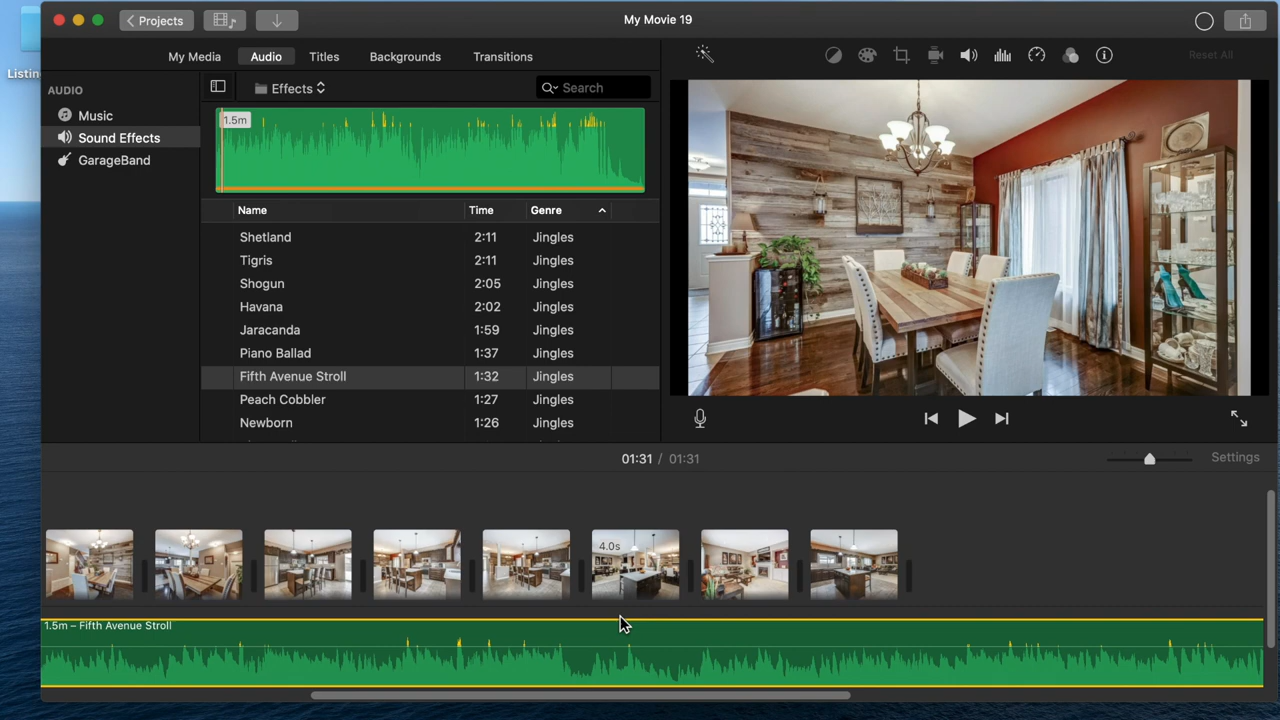 Projects
My Movie 19
Listin
My Media Audio Titles Backgrounds Transitions
Reset All
AUDIO
Effects
Search
Music
Sound Effects
GarageBand
1.5m
Name Time Genre
Shetland 2:11 Jingles
Tigris 2:11 Jingles
Shogun 2:05 Jingles
Havana 2:02 Jingles
Jaracanda 1:59 Jingles
Piano Ballad 1:37 Jingles
Fifth Avenue Stroll 1:32 Jingles
Peach Cobbler 1:27 Jingles
Newborn 1:26 Jingles
01:31 / 01:31
Settings
4.0s
1.5m – Fifth Avenue Stroll